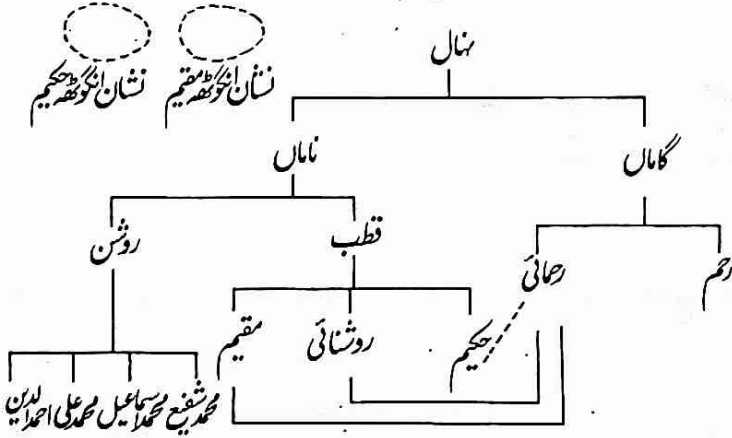 نہال
نشان انگوٹھہ مقیم
نشان انگوٹھہ حکیم
گاماں
ناماں
رحم
رحمائی
قطب
روشن
حکیم
روشنائی
مقیم
محمد شفیع
محمد اسماعیل
محمد علی
احمد الدین